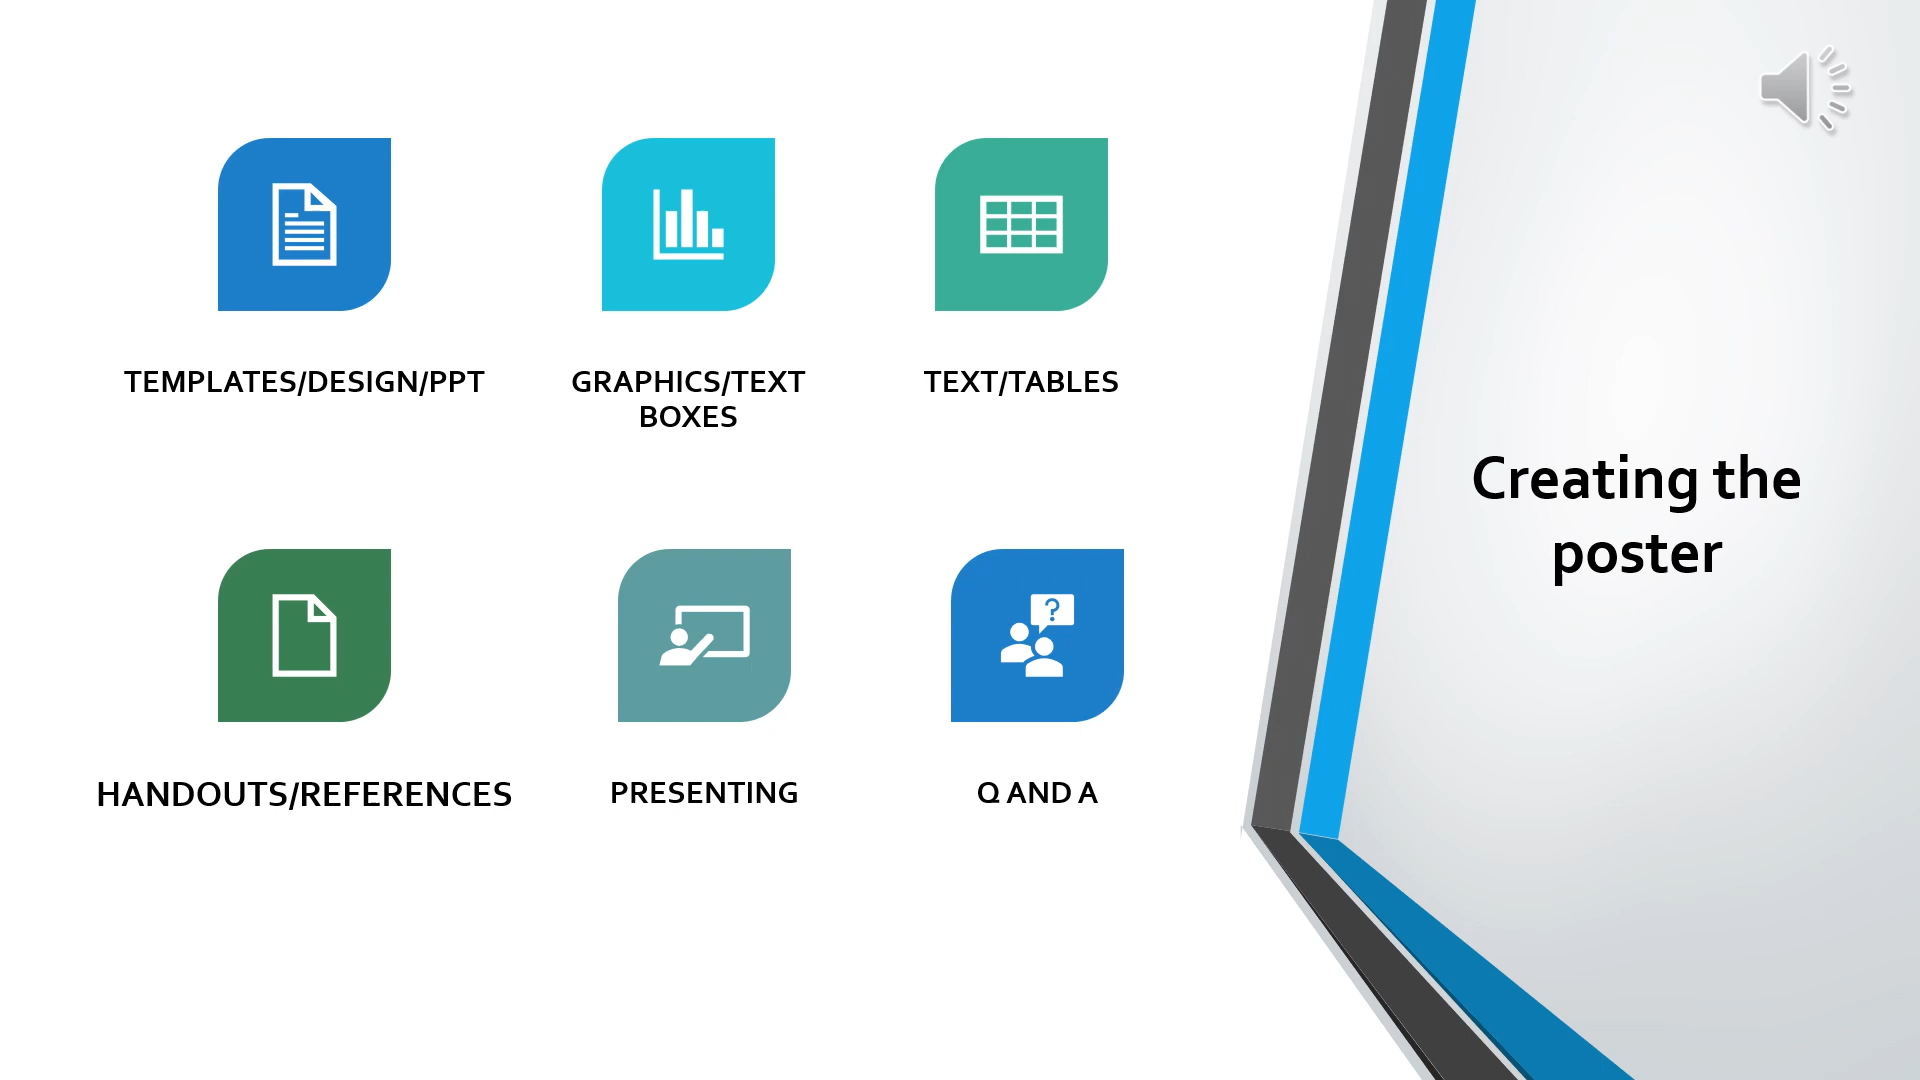 TEMPLATES/DESIGN/PPT
GRAPHICS/TEXT
BOXES
TEXT/TABLES
HANDOUTS/REFERENCES
PRESENTING
?
Q AND A
Creating the
poster